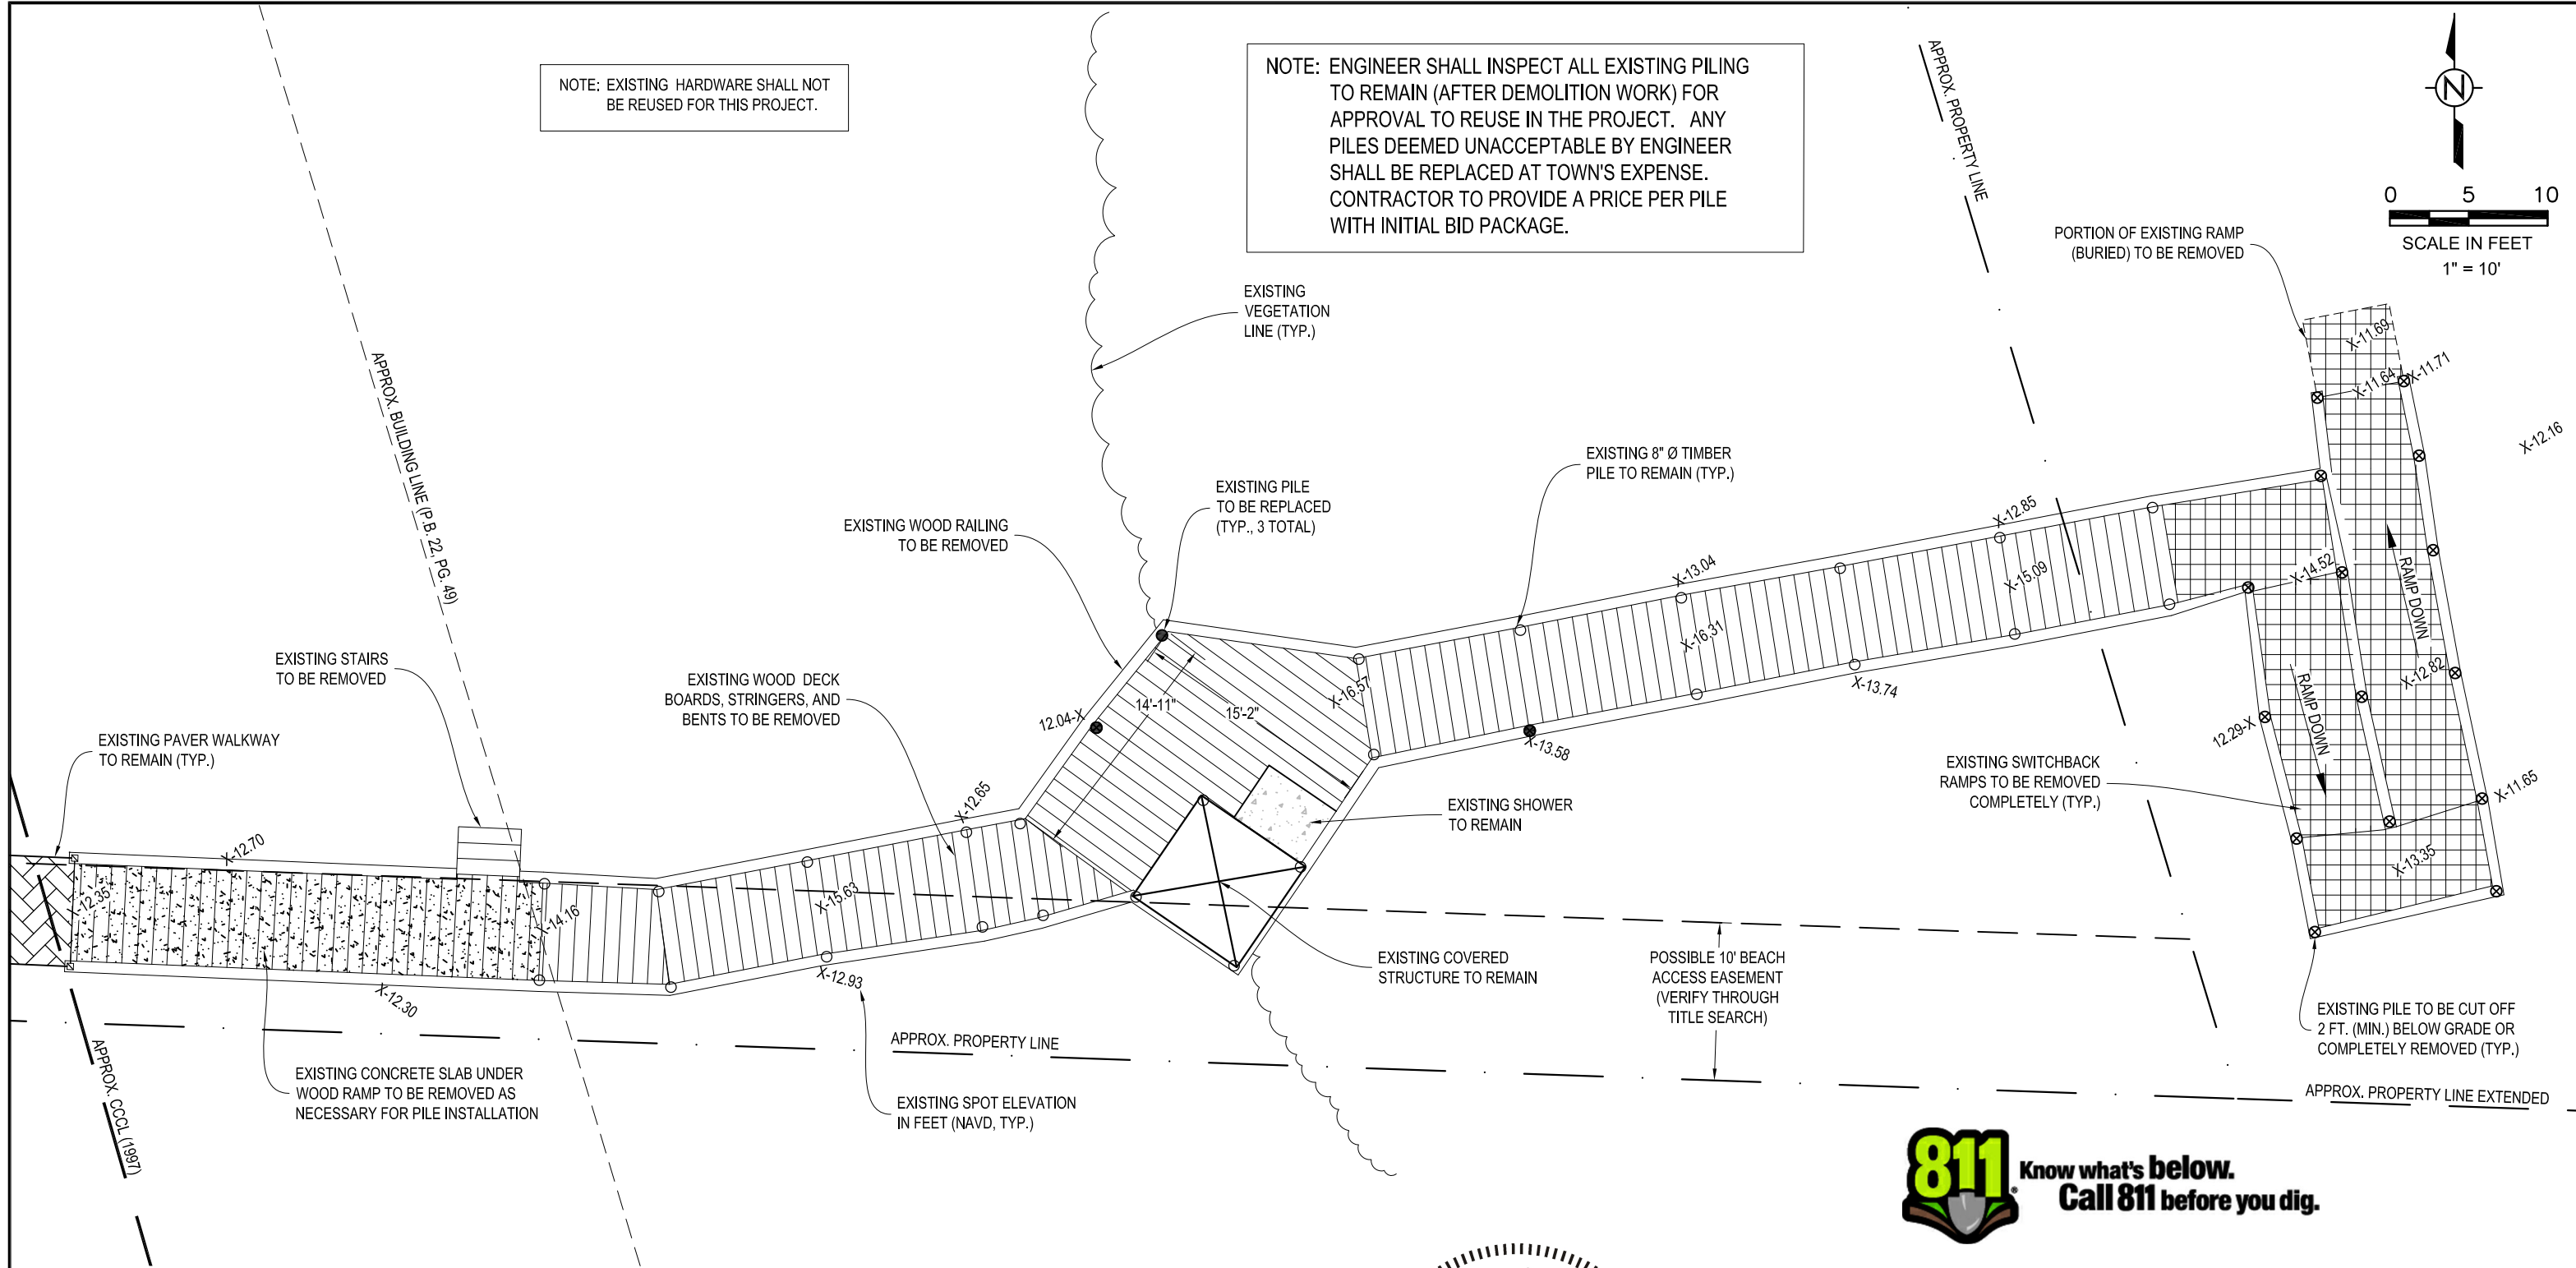 NOTE: EXISTING HARDWARE SHALL NOT
BE REUSED FOR THIS PROJECT.
NOTE: ENGINEER SHALL INSPECT ALL EXISTING PILING
TO REMAIN (AFTER DEMOLITION WORK) FOR
APPROVAL TO REUSE IN THE PROJECT. ANY
PILES DEEMED UNACCEPTABLE BY ENGINEER
SHALL BE REPLACED AT TOWN'S EXPENSE.
CONTRACTOR TO PROVIDE A PRICE PER PILE
WITH INITIAL BID PACKAGE.
APPROX. PROPERTY LINE
N
0 5 10
SCALE IN FEET
1" = 10'
PORTION OF EXISTING RAMP
(BURIED) TO BE REMOVED
EXISTING
VEGETATION
LINE (TYP.)
APPROX. BUILDING LINE (P.B. 22, PG. 49)
X-11.69
X-11.64
X-11.71
X-12.16
EXISTING 8" Ø TIMBER
PILE TO REMAIN (TYP.)
EXISTING PILE
TO BE REPLACED
(TYP., 3 TOTAL)
EXISTING WOOD RAILING
TO BE REMOVED
X-12.85
X-13.04
X-15.09
X-14.52
RAMP DOWN
X-16.31
EXISTING STAIRS
TO BE REMOVED
EXISTING WOOD DECK
BOARDS, STRINGERS, AND
BENTS TO BE REMOVED
X-16.57
14'-11"
15'-2"
12.04-X
X-13.74
X-13.58
X-12.82
RAMP DOWN
12.29-X
EXISTING PAVER WALKWAY
TO REMAIN (TYP.)
EXISTING SWITCHBACK
RAMPS TO BE REMOVED
COMPLETELY (TYP.)
X-11.65
X-12.65
EXISTING SHOWER
TO REMAIN
X-12.70
X-12.35
X-14.16
X-15.63
X-13.35
X-12.93
X-12.30
EXISTING COVERED
STRUCTURE TO REMAIN
POSSIBLE 10' BEACH
ACCESS EASEMENT
(VERIFY THROUGH
TITLE SEARCH)
EXISTING PILE TO BE CUT OFF
2 FT. (MIN.) BELOW GRADE OR
COMPLETELY REMOVED (TYP.)
APPROX. PROPERTY LINE
APPROX. CCCL (1997)
EXISTING CONCRETE SLAB UNDER
WOOD RAMP TO BE REMOVED AS
NECESSARY FOR PILE INSTALLATION
EXISTING SPOT ELEVATION
IN FEET (NAVD, TYP.)
APPROX. PROPERTY LINE EXTENDED
811®
Know what's below.
Call 811 before you dig.